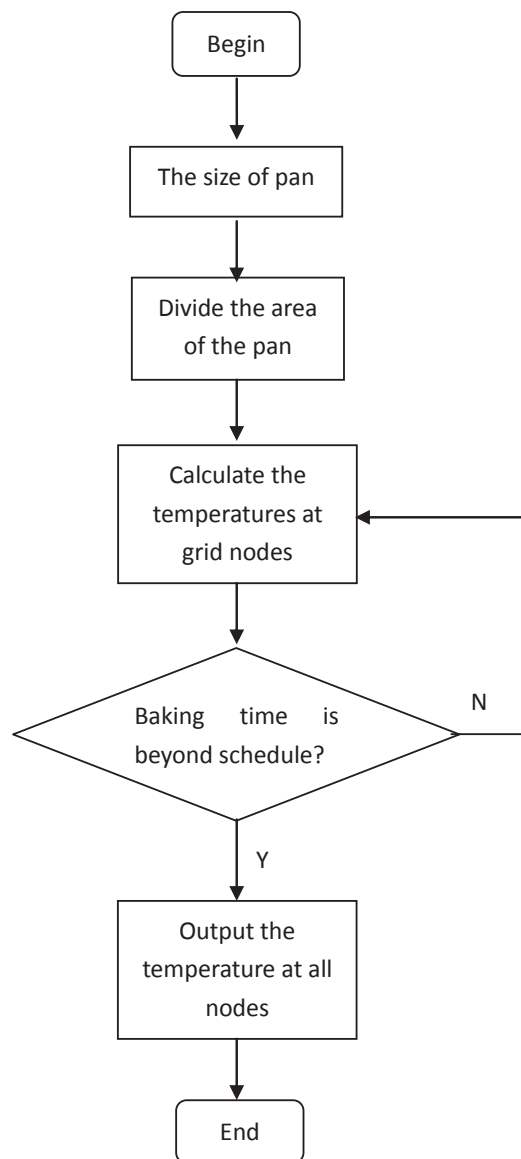 Begin
The size of pan
Divide the area
of the pan
Calculate the
temperatures at
grid nodes
Baking time is
beyond schedule?
N
Y
Output the
temperature at all
nodes
End